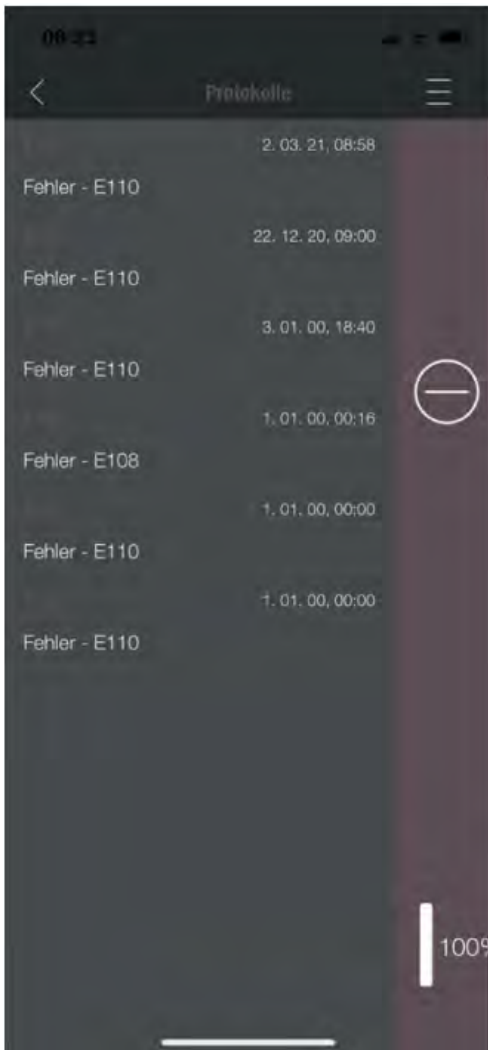 Protokolle
2. 03. 21, 08:58
Fehler - E110
22. 12. 20, 09:00
Fehler - E110
3. 01. 00, 18:40
Fehler - E110
1. 01. 00, 00:16
Fehler - E108
1. 01. 00, 00:00
Fehler - E110
1. 01. 00, 00:00
Fehler - E110
100%